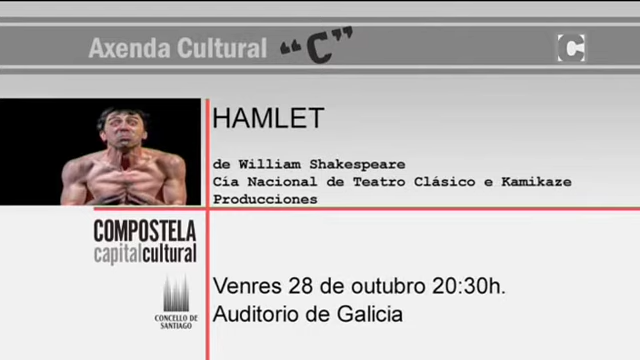 Axenda Cultural “C”
C
HAMLET
de William Shakespeare
Cía Nacional de Teatro Clásico e Kamikaze
Producciones
COMPOSTELA
capitalcultural
Venres 28 de outubro 20:30h.
Auditorio de Galicia
CONCELLO DE
SANTIAGO